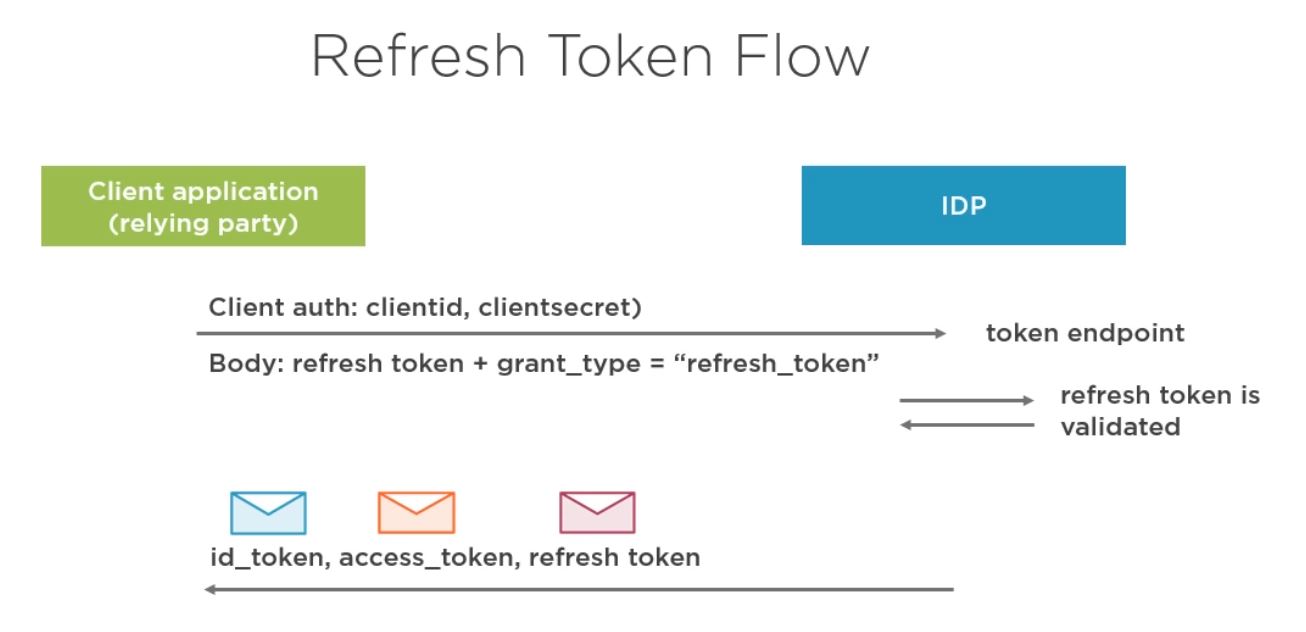 Refresh Token Flow
Client application
(relying party)
IDP
Client auth: clientid, clientsecret)
token endpoint
Body: refresh token + grant_type = “refresh_token”
refresh token is
validated
id_token, access_token, refresh token